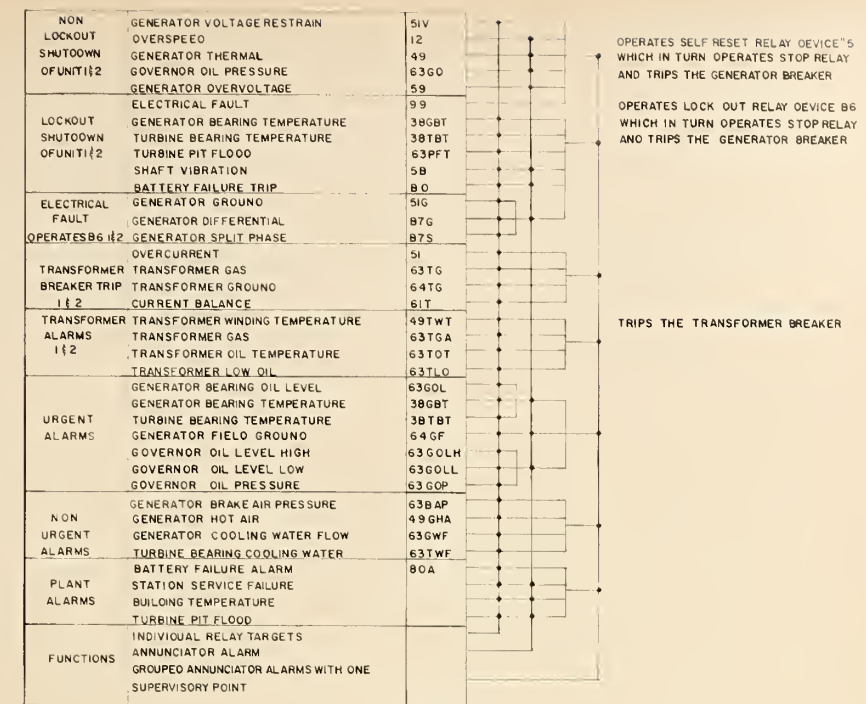 NON GENERATOR VOLTAGE RESTRAIN 51V
LOCKOUT OVERSPEED 12
SHUTDOWN GENERATOR THERMAL 49
OF UNIT 1 & 2 GOVERNOR OIL PRESSURE 63GO
GENERATOR OVERVOLTAGE 59
OPERATES SELF RESET RELAY DEVICE "5
WHICH IN TURN OPERATES STOP RELAY
AND TRIPS THE GENERATOR BREAKER
ELECTRICAL FAULT 99
LOCKOUT GENERATOR BEARING TEMPERATURE 38GBT
SHUTDOWN TURBINE BEARING TEMPERATURE 38TBT
OF UNIT 1 & 2 TURBINE PIT FLOOD 63PFT
SHAFT VIBRATION 5B
BATTERY FAILURE TRIP 80
OPERATES LOCK OUT RELAY DEVICE 86
WHICH IN TURN OPERATES STOP RELAY
AND TRIPS THE GENERATOR BREAKER
ELECTRICAL GENERATOR GROUND 51G
FAULT GENERATOR DIFFERENTIAL 87G
OPERATES 86 1&2 GENERATOR SPLIT PHASE 87S
OVERCURRENT 51
TRANSFORMER TRANSFORMER GAS 63TG
BREAKER TRIP TRANSFORMER GROUND 64TG
1 & 2 CURRENT BALANCE 61T
TRANSFORMER TRANSFORMER WINDING TEMPERATURE 49TWT
ALARMS TRANSFORMER GAS 63TGA
1 & 2 TRANSFORMER OIL TEMPERATURE 63TOT
TRANSFORMER LOW OIL 63TLO
TRIPS THE TRANSFORMER BREAKER
GENERATOR BEARING OIL LEVEL 63GOL
GENERATOR BEARING TEMPERATURE 38GBT
URGENT TURBINE BEARING TEMPERATURE 38TBT
ALARMS GENERATOR FIELD GROUND 64GF
GOVERNOR OIL LEVEL HIGH 63GOLH
GOVERNOR OIL LEVEL LOW 63GOLL
GOVERNOR OIL PRESSURE 63GOP
GENERATOR BRAKE AIR PRESSURE 63BAP
NON GENERATOR HOT AIR 49GHA
URGENT GENERATOR COOLING WATER FLOW 63GWF
ALARMS TURBINE BEARING COOLING WATER 63TWF
BATTERY FAILURE ALARM 80A
PLANT STATION SERVICE FAILURE
ALARMS BUILDING TEMPERATURE
TURBINE PIT FLOOD
INDIVIDUAL RELAY TARGETS
FUNCTIONS ANNUNCIATOR ALARM
GROUPED ANNUNCIATOR ALARMS WITH ONE
SUPERVISORY POINT